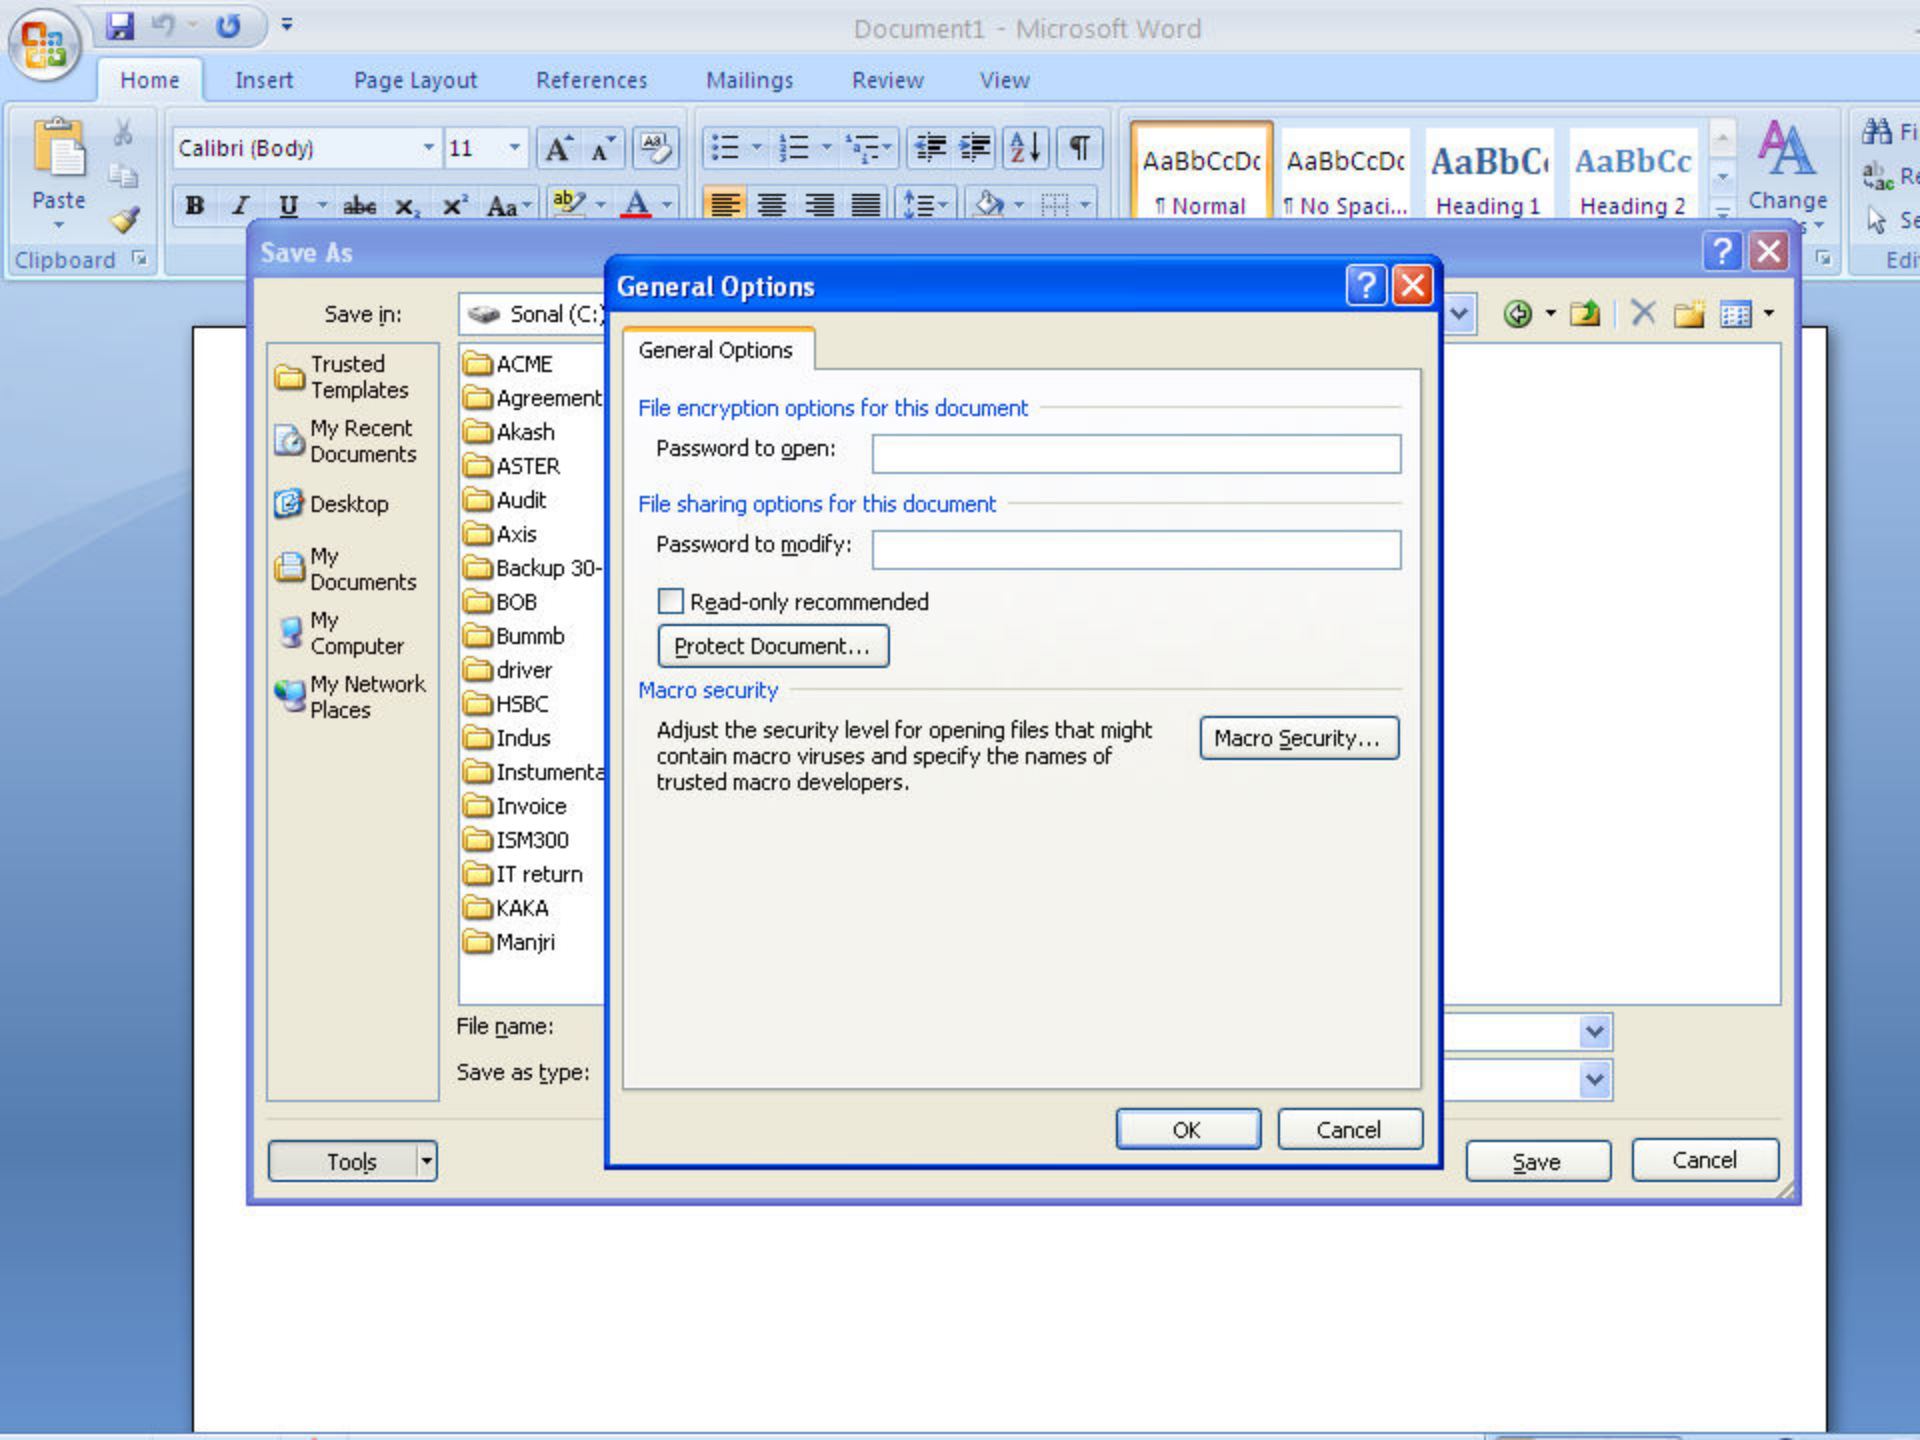 Document1 - Microsoft Word
Home Insert Page Layout References Mailings Review View
Calibri (Body) 11
AaBbCcDc AaBbCcDc AaBbC AaBbCc
Paste
¶ Normal ¶ No Spaci... Heading 1 Heading 2
Change
Clipboard
Save As
General Options
Save in:
Sonal (C:)
General Options
Trusted
Templates
My Recent
Documents
Desktop
My
Documents
My
Computer
My Network
Places
ACME
Agreement
Akash
ASTER
Audit
Axis
Backup 30-
BOB
Bummb
driver
HSBC
Indus
Instumenta
Invoice
ISM300
IT return
KAKA
Manjri
File encryption options for this document
Password to open:
File sharing options for this document
Password to modify:
Read-only recommended
Protect Document...
Macro security
Adjust the security level for opening files that might
contain macro viruses and specify the names of
trusted macro developers.
Macro Security...
File name:
Save as type:
OK Cancel
Tools
Save Cancel